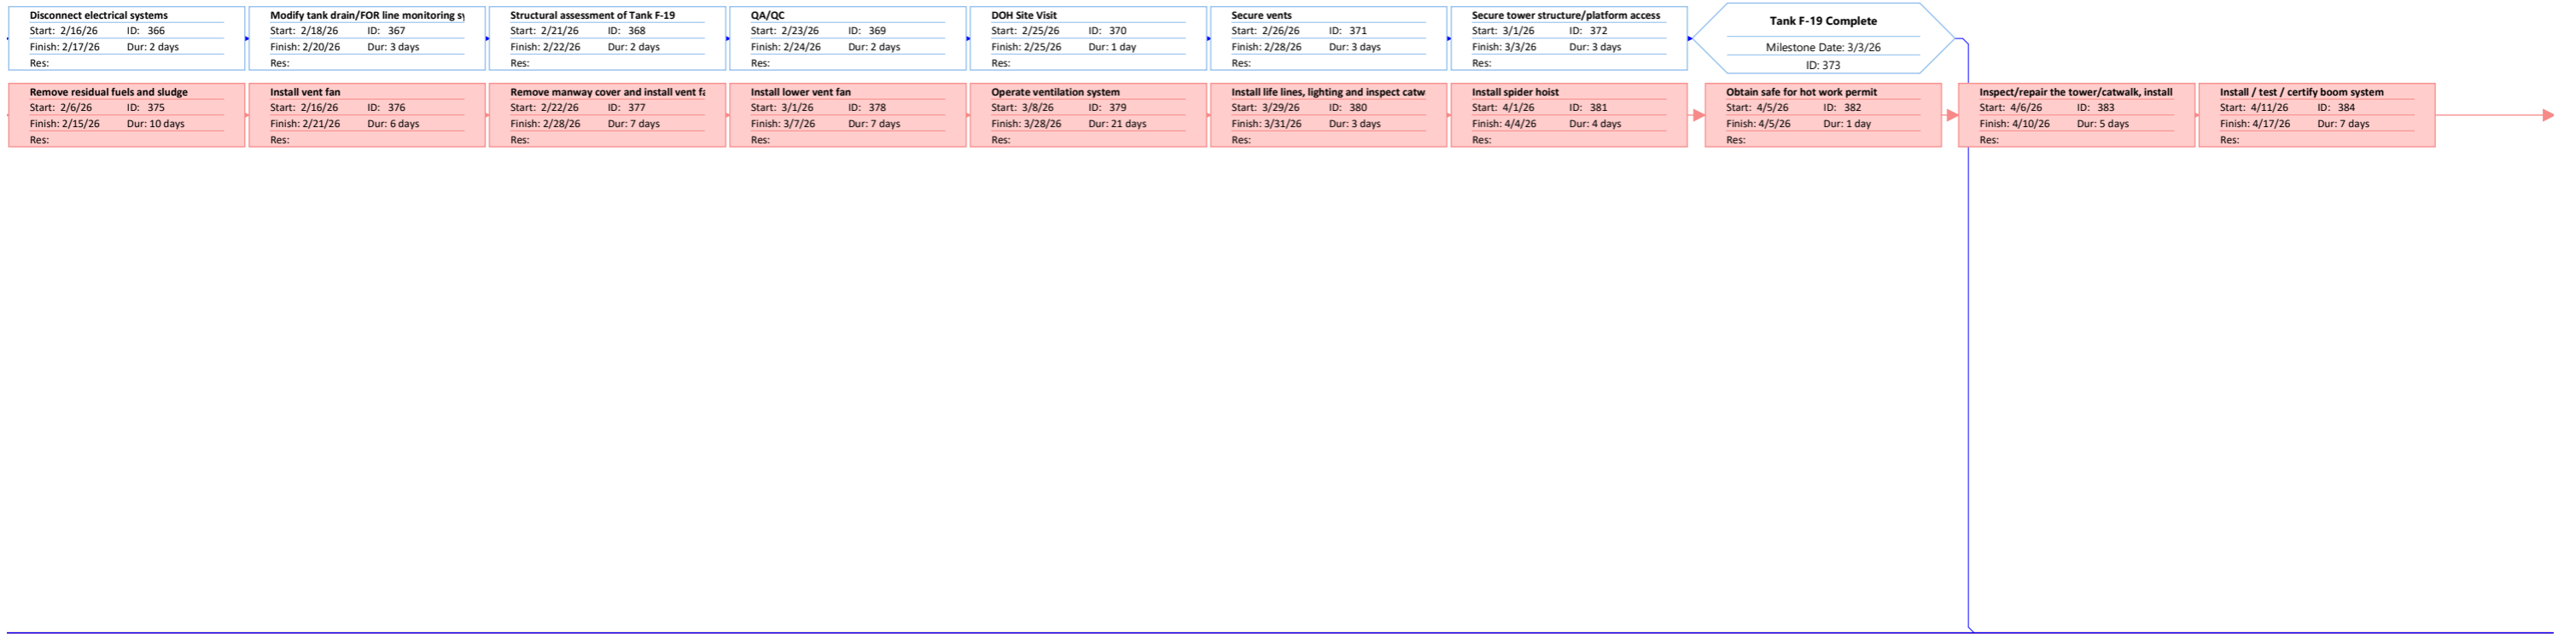 Disconnect electrical systems
Start: 2/16/26 ID: 366
Finish: 2/17/26 Dur: 2 days
Res:
Modify tank drain/FOR line monitoring sy
Start: 2/18/26 ID: 367
Finish: 2/20/26 Dur: 3 days
Res:
Structural assessment of Tank F-19
Start: 2/21/26 ID: 368
Finish: 2/22/26 Dur: 2 days
Res:
QA/QC
Start: 2/23/26 ID: 369
Finish: 2/24/26 Dur: 2 days
Res:
DOH Site Visit
Start: 2/25/26 ID: 370
Finish: 2/25/26 Dur: 1 day
Res:
Secure vents
Start: 2/26/26 ID: 371
Finish: 2/28/26 Dur: 3 days
Res:
Secure tower structure/platform access
Start: 3/1/26 ID: 372
Finish: 3/3/26 Dur: 3 days
Res:
Tank F-19 Complete
Milestone Date: 3/3/26
ID: 373
Remove residual fuels and sludge
Start: 2/6/26 ID: 375
Finish: 2/15/26 Dur: 10 days
Res:
Install vent fan
Start: 2/16/26 ID: 376
Finish: 2/21/26 Dur: 6 days
Res:
Remove manway cover and install vent fa
Start: 2/22/26 ID: 377
Finish: 2/28/26 Dur: 7 days
Res:
Install lower vent fan
Start: 3/1/26 ID: 378
Finish: 3/7/26 Dur: 7 days
Res:
Operate ventilation system
Start: 3/8/26 ID: 379
Finish: 3/28/26 Dur: 21 days
Res:
Install life lines, lighting and inspect catw
Start: 3/29/26 ID: 380
Finish: 3/31/26 Dur: 3 days
Res:
Install spider hoist
Start: 4/1/26 ID: 381
Finish: 4/4/26 Dur: 4 days
Res:
Obtain safe for hot work permit
Start: 4/5/26 ID: 382
Finish: 4/5/26 Dur: 1 day
Res:
Inspect/repair the tower/catwalk, install
Start: 4/6/26 ID: 383
Finish: 4/10/26 Dur: 5 days
Res:
Install / test / certify boom system
Start: 4/11/26 ID: 384
Finish: 4/17/26 Dur: 7 days
Res: